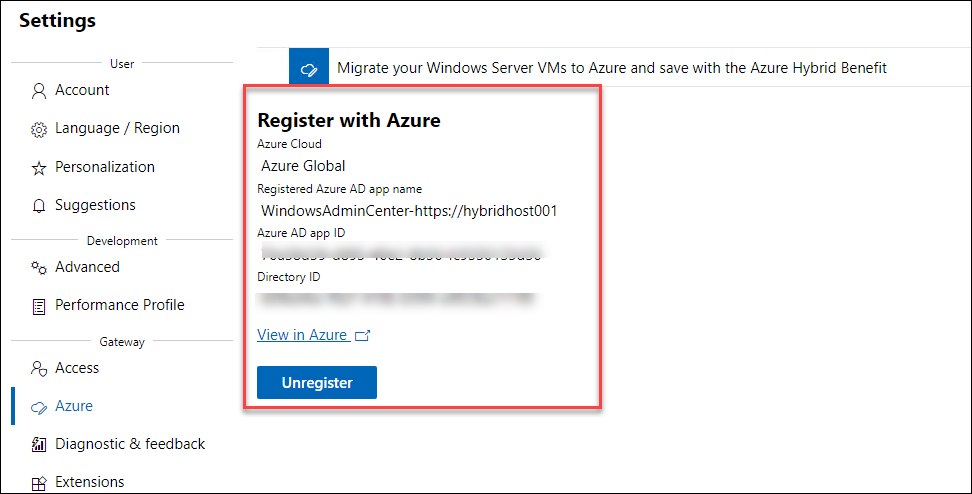 Settings
User
Account
Language / Region
Personalization
Suggestions
Development
Advanced
Performance Profile
Gateway
Access
Azure
Diagnostic & feedback
Extensions
Migrate your Windows Server VMs to Azure and save with the Azure Hybrid Benefit
Register with Azure
Azure Cloud
Azure Global
Registered Azure AD app name
WindowsAdminCenter-https://hybridhost001
Azure AD app ID
Directory ID
View in Azure
Unregister